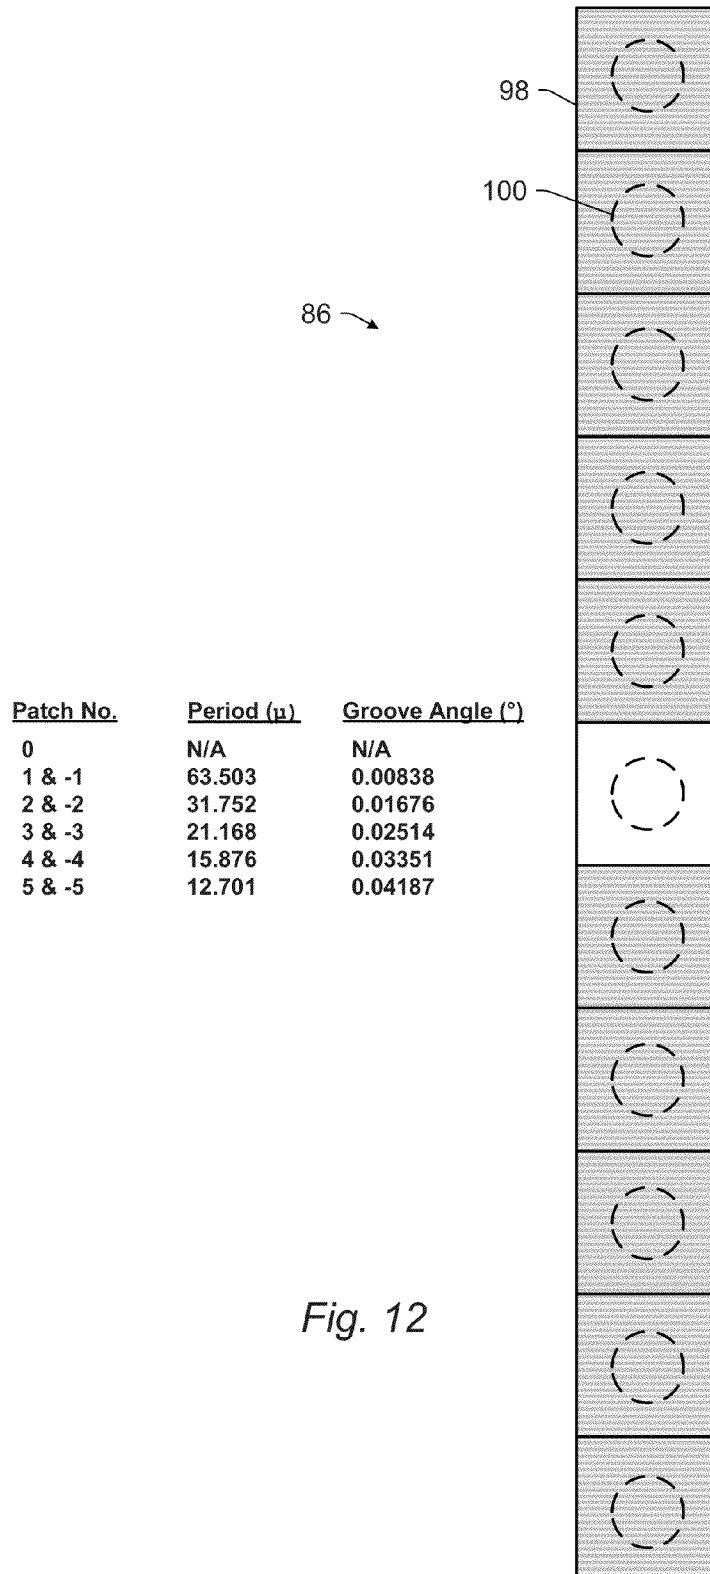 98
100
86
Patch No. Period (μ) Groove Angle (°)
0 N/A N/A
1 & -1 63.503 0.00838
2 & -2 31.752 0.01676
3 & -3 21.168 0.02514
4 & -4 15.876 0.03351
5 & -5 12.701 0.04187
Fig. 12